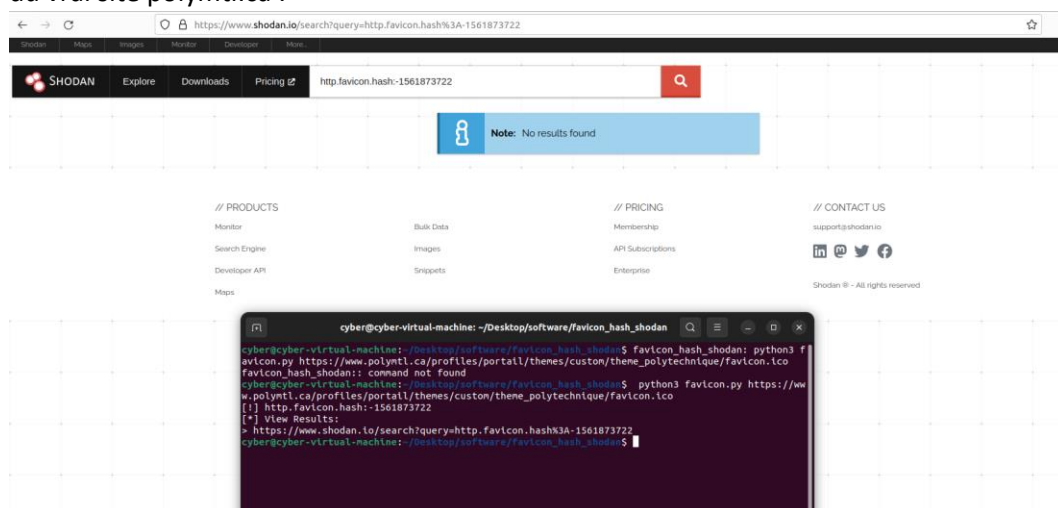 https://www.shodan.io/search?query=http.favicon.hash%3A-1561873722
Shodan Maps Images Monitor Developer More...
SHODAN Explore Downloads Pricing http.favicon.hash:-1561873722
Note: No results found
// PRODUCTS
Monitor
Search Engine
Developer API
Maps
Bulk Data
Images
Snippets
// PRICING
Membership
API Subscriptions
Enterprise
// CONTACT US
support@shodan.io
Shodan ® - All rights reserved
cyber@cyber-virtual-machine: ~/Desktop/software/favicon_hash_shodan
cyber@cyber-virtual-machine:~/Desktop/software/favicon_hash_shodan$ favicon_hash_shodan: python3 f
avicon.py https://www.polymtl.ca/profiles/portail/themes/custom/theme_polytechnique/favicon.ico
favicon_hash_shodan:: command not found
cyber@cyber-virtual-machine:~/Desktop/software/favicon_hash_shodan$ python3 favicon.py https://ww
w.polymtl.ca/profiles/portail/themes/custom/theme_polytechnique/favicon.ico
[!] http.favicon.hash:-1561873722
[*] View Results:
> https://www.shodan.io/search?query=http.favicon.hash%3A-1561873722
cyber@cyber-virtual-machine:~/Desktop/software/favicon_hash_shodan$